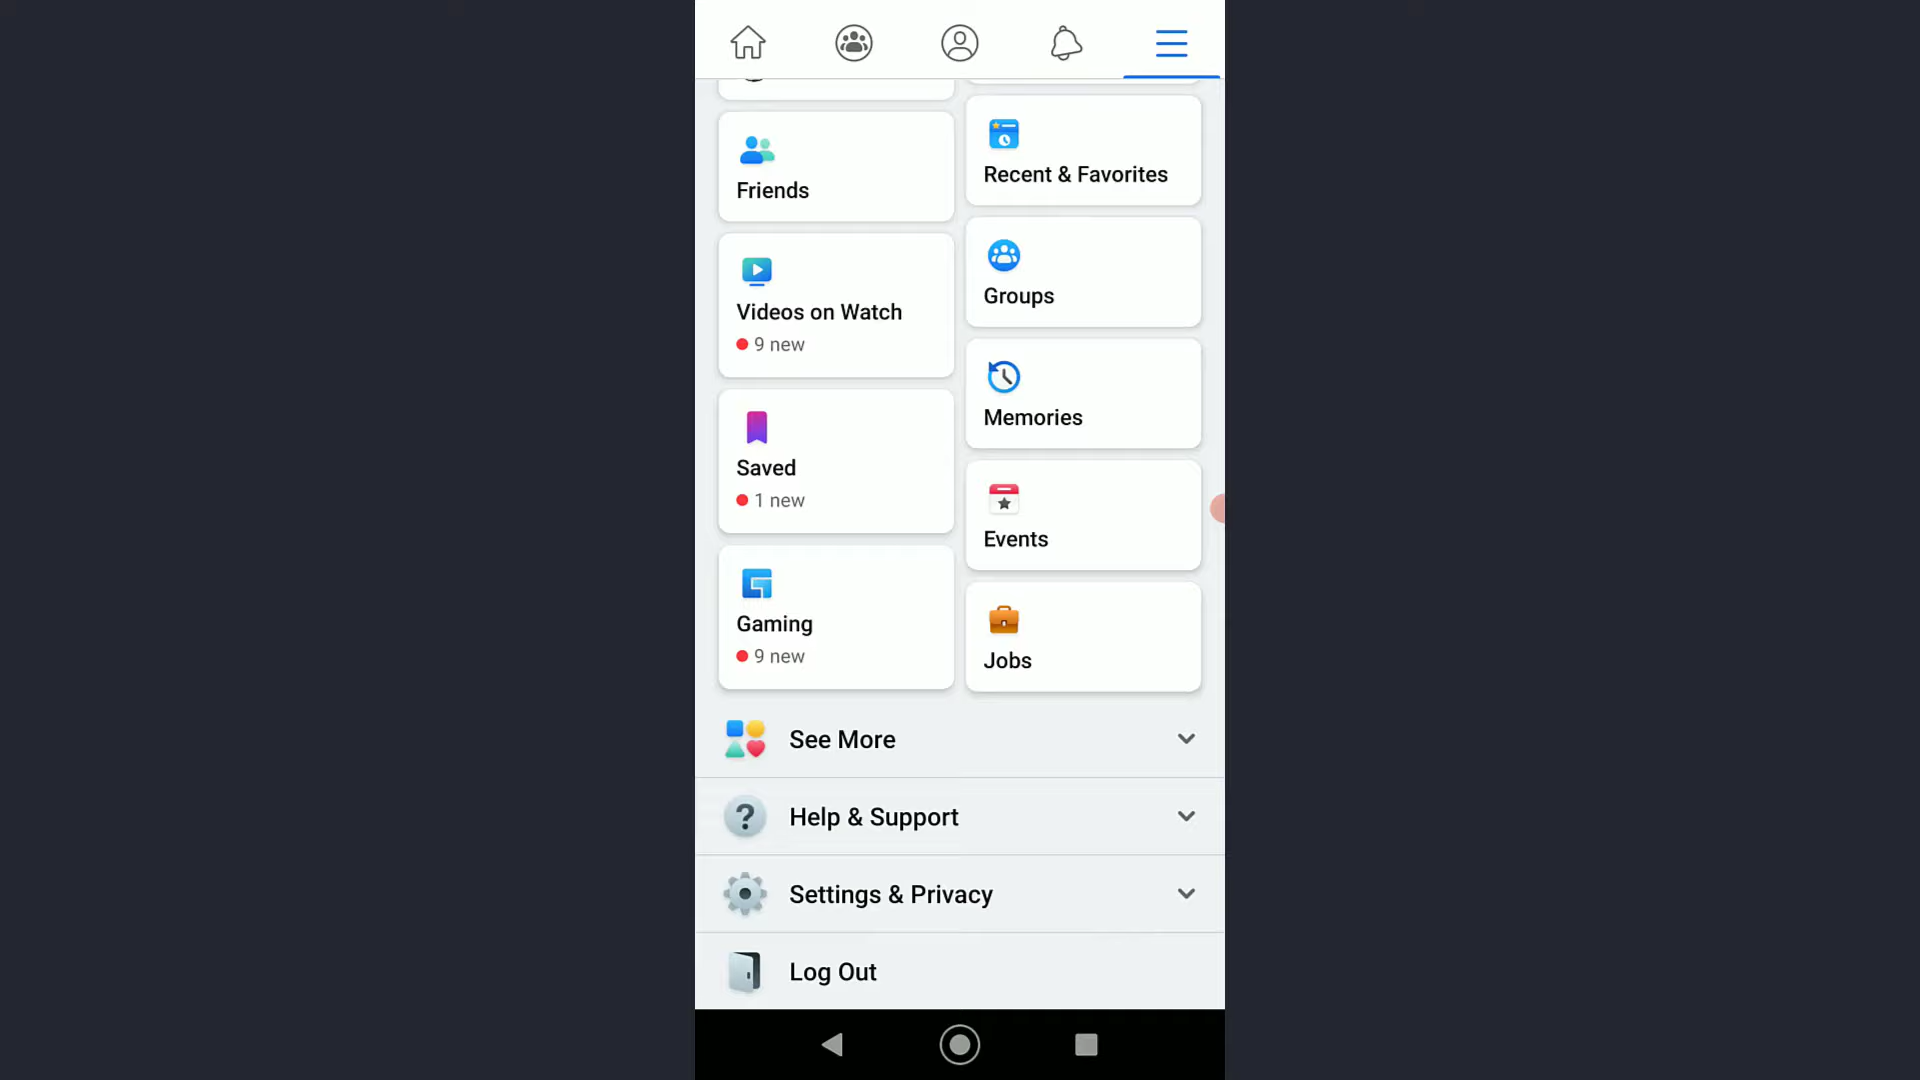 Friends
Recent & Favorites
Videos on Watch
9 new
Groups
Memories
Saved
1 new
Events
Gaming
9 new
Jobs
See More
Help & Support
Settings & Privacy
Log Out